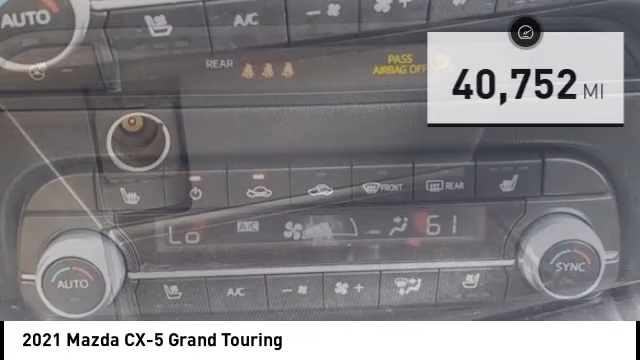 AUTO
A/C
REAR
PASS
AIRBAG OFF
40,752 MI
FRONT
REAR
Lo
A/C
61
AUTO
A/C
SYNC
2021 Mazda CX-5 Grand Touring